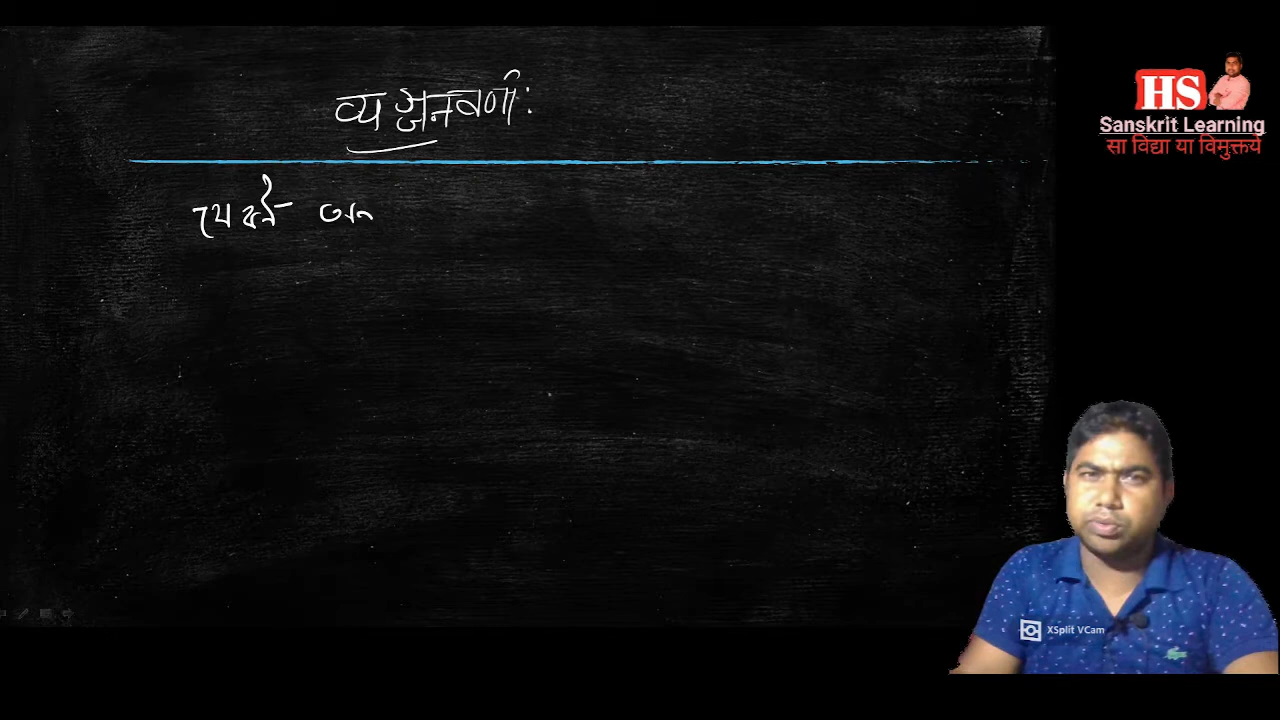 व्यञ्जनवर्णाः
HS
Sanskrit Learning
सा विद्या या विमुक्तये
XSplit VCam